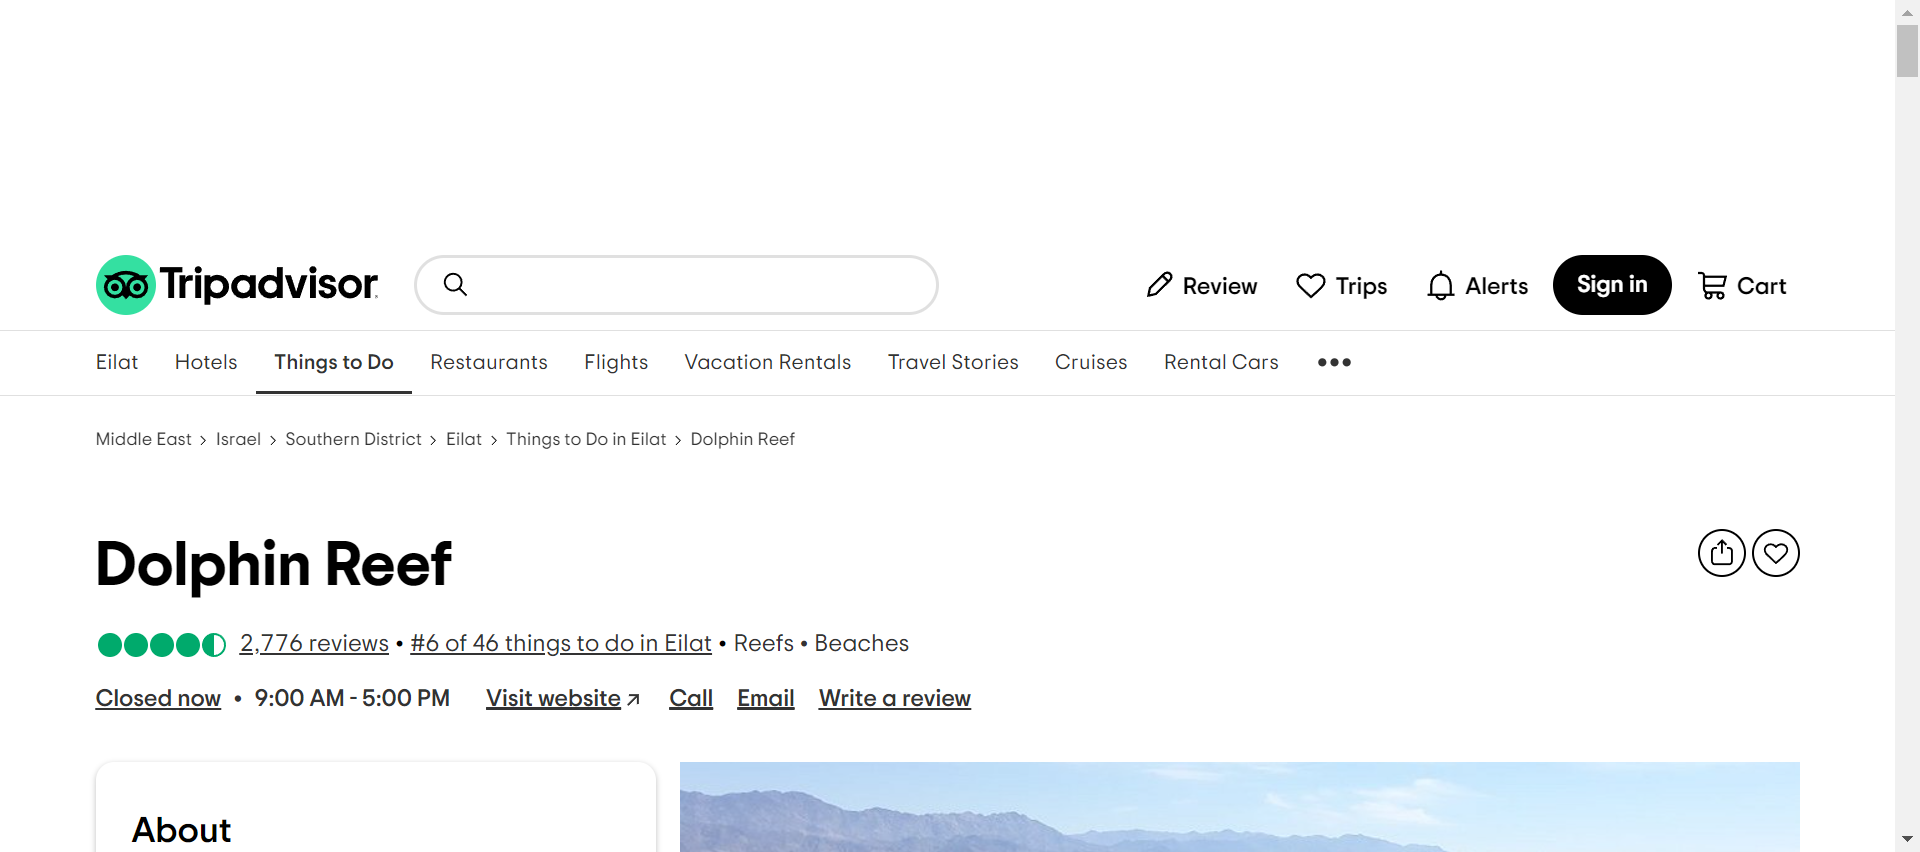 Tripadvisor
Review Trips Alerts Sign in Cart
Eilat Hotels Things to Do Restaurants Flights Vacation Rentals Travel Stories Cruises Rental Cars •••
Middle East > Israel > Southern District > Eilat > Things to Do in Eilat > Dolphin Reef
Dolphin Reef
2,776 reviews • #6 of 46 things to do in Eilat • Reefs • Beaches
Closed now • 9:00 AM - 5:00 PM Visit website Call Email Write a review
About